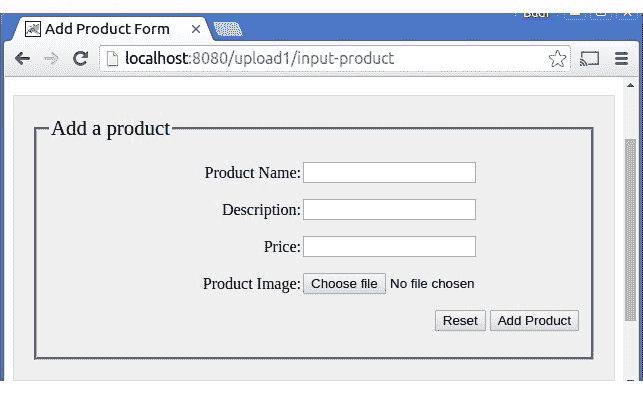 Budi
Add Product Form
localhost:8080/upload1/input-product
Add a product
Product Name:
Description:
Price:
Product Image: Choose file No file chosen
Reset Add Product